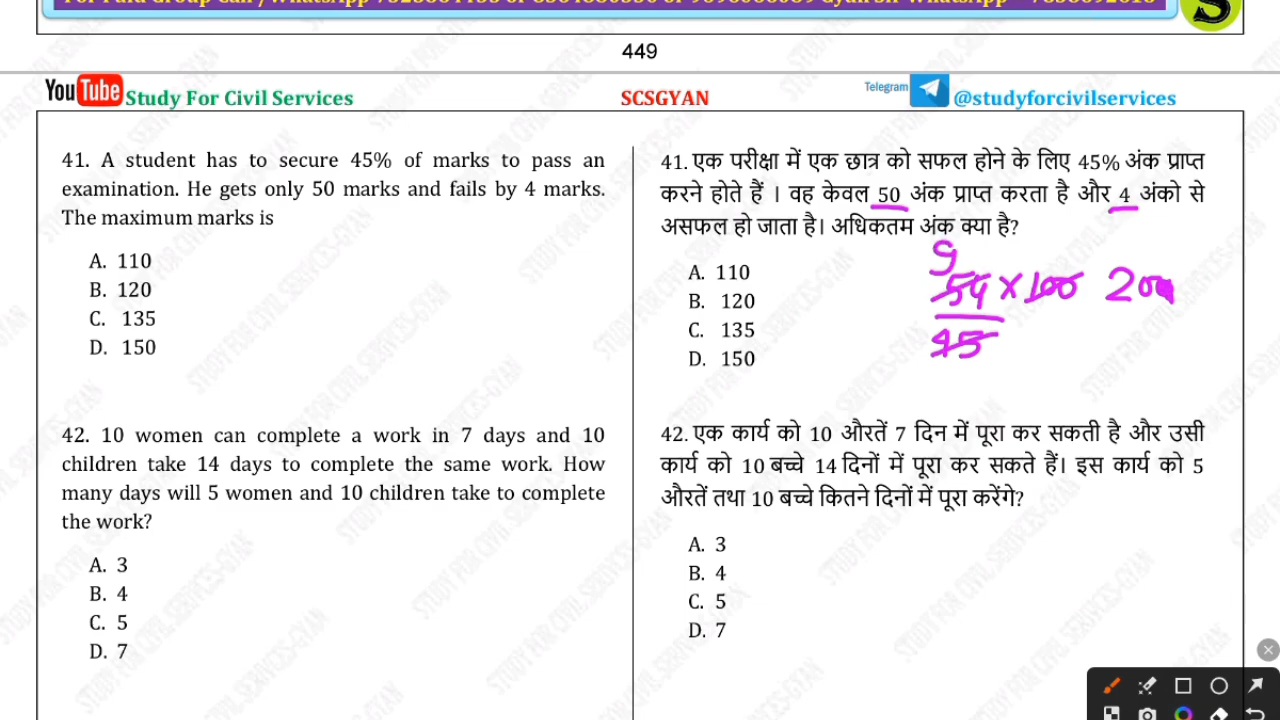 449
YouTube Study For Civil Services SCSGYAN Telegram @studyforcivilservices
41. A student has to secure 45% of marks to pass an
examination. He gets only 50 marks and fails by 4 marks.
The maximum marks is
A. 110
B. 120
C. 135
D. 150
42. 10 women can complete a work in 7 days and 10
children take 14 days to complete the same work. How
many days will 5 women and 10 children take to complete
the work?
A. 3
B. 4
C. 5
D. 7
41. एक परीक्षा में एक छात्र को सफल होने के लिए 45% अंक प्राप्त
करने होते हैं । वह केवल 50 अंक प्राप्त करता है और 4 अंको से
असफल हो जाता है। अधिकतम अंक क्या है?
A. 110
B. 120
C. 135
D. 150
9
54 × 100 200
45
42. एक कार्य को 10 औरतें 7 दिन में पूरा कर सकती है और उसी
कार्य को 10 बच्चे 14 दिनों में पूरा कर सकते हैं। इस कार्य को 5
औरतें तथा 10 बच्चे कितने दिनों में पूरा करेंगे?
A. 3
B. 4
C. 5
D. 7